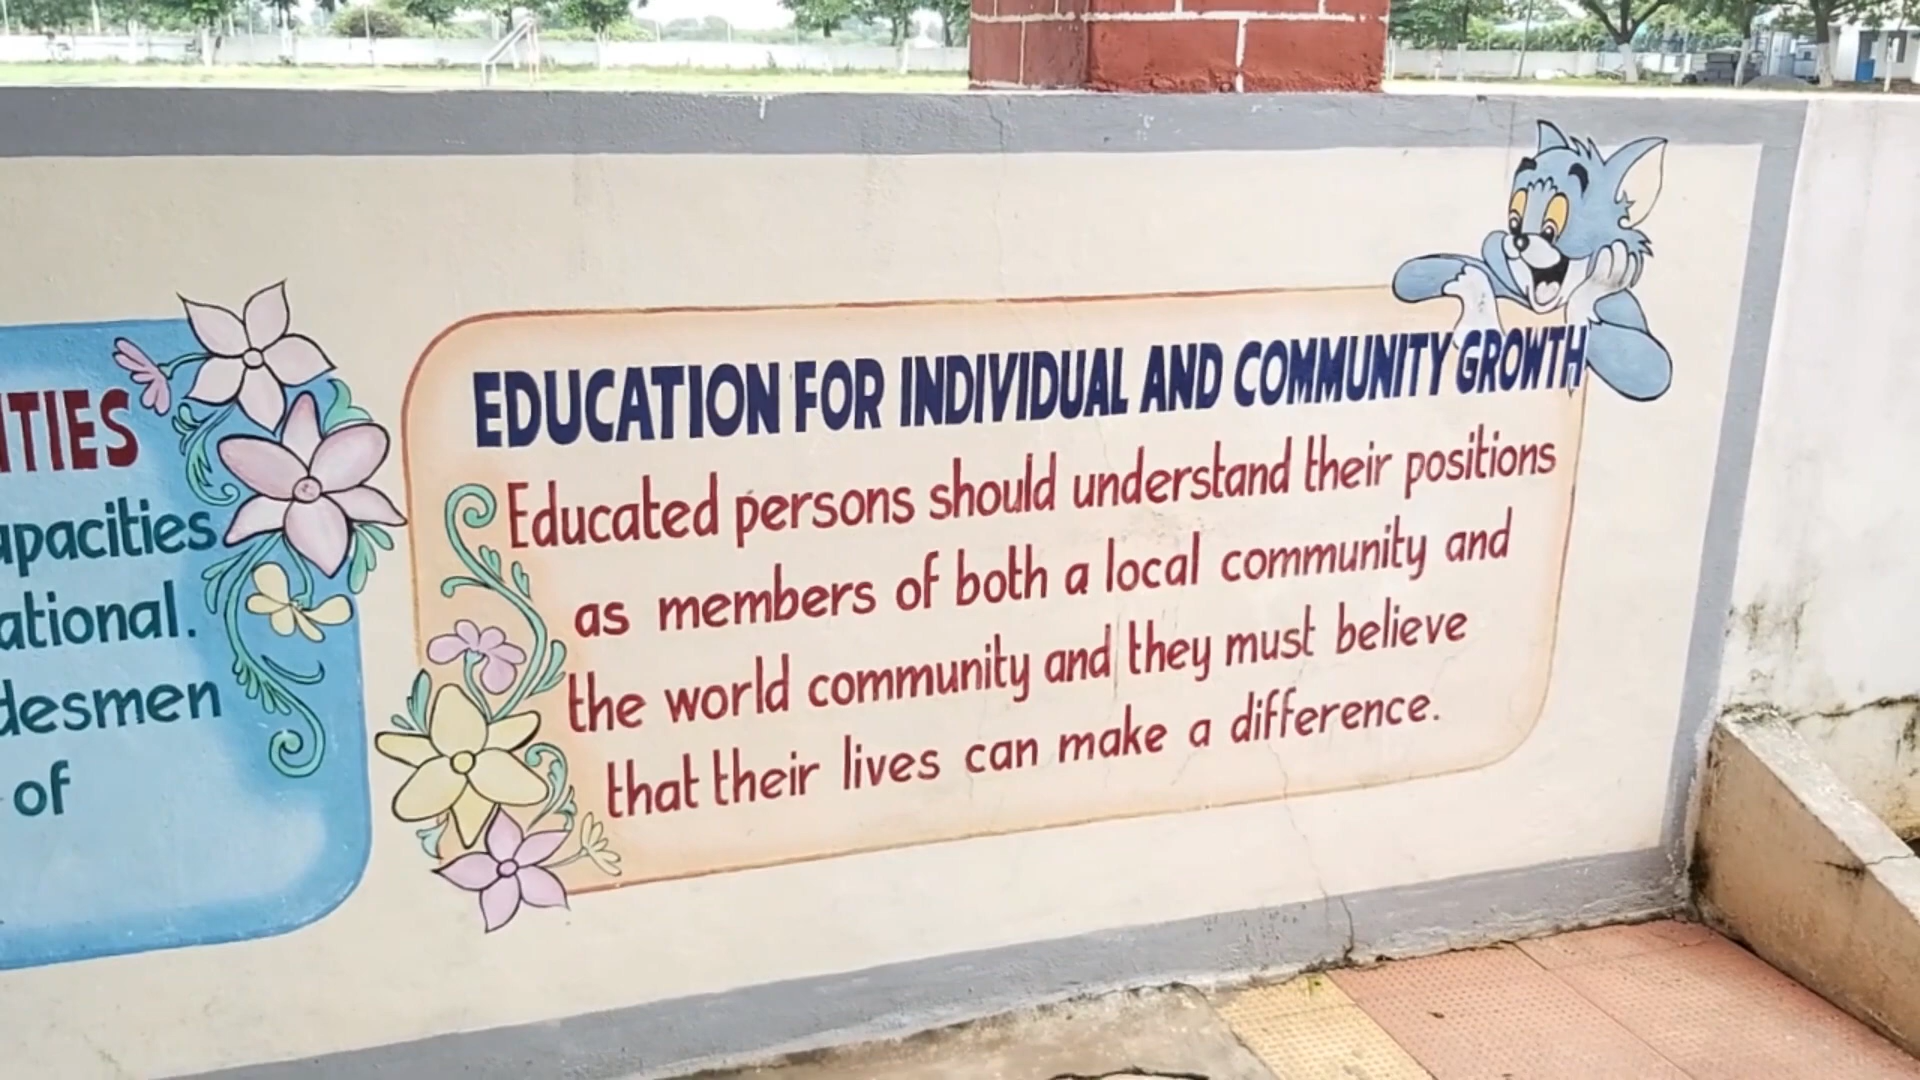 ITIES
apacities
ational.
desmen
of
EDUCATION FOR INDIVIDUAL AND COMMUNITY GROWTH
Educated persons should understand their positions
as members of both a local community and
the world community and they must believe
that their lives can make a difference.